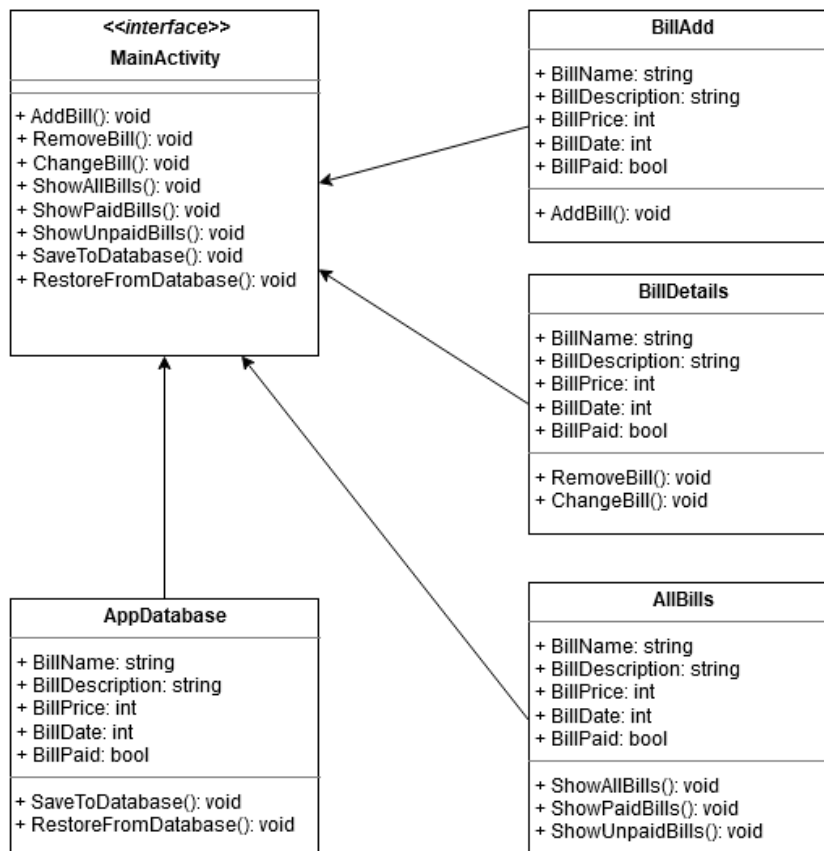 <<interface>>
MainActivity
+ AddBill(): void
+ RemoveBill(): void
+ ChangeBill(): void
+ ShowAllBills(): void
+ ShowPaidBills(): void
+ ShowUnpaidBills(): void
+ SaveToDatabase(): void
+ RestoreFromDatabase(): void
BillAdd
+ BillName: string
+ BillDescription: string
+ BillPrice: int
+ BillDate: int
+ BillPaid: bool
+ AddBill(): void
BillDetails
+ BillName: string
+ BillDescription: string
+ BillPrice: int
+ BillDate: int
+ BillPaid: bool
+ RemoveBill(): void
+ ChangeBill(): void
AppDatabase
+ BillName: string
+ BillDescription: string
+ BillPrice: int
+ BillDate: int
+ BillPaid: bool
+ SaveToDatabase(): void
+ RestoreFromDatabase(): void
AllBills
+ BillName: string
+ BillDescription: string
+ BillPrice: int
+ BillDate: int
+ BillPaid: bool
+ ShowAllBills(): void
+ ShowPaidBills(): void
+ ShowUnpaidBills(): void